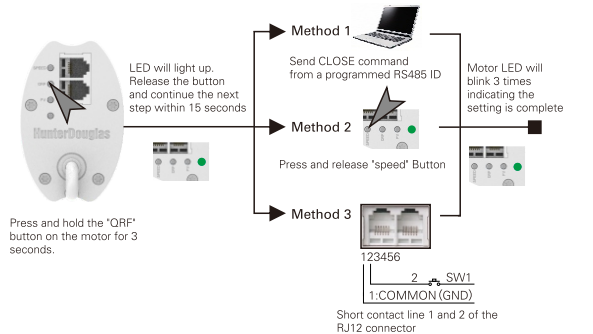 SPEED
HunterDouglas
Press and hold the "QRF"
button on the motor for 3
seconds.
LED will light up.
Release the button
and continue the next
step within 15 seconds
Method 1
Send CLOSE command
from a programmed RS485 ID
Method 2
Press and release "speed" Button
Method 3
123456
2 SW1
1:COMMON (GND)
Short contact line 1 and 2 of the
RJ12 connector
Motor LED will
blink 3 times
indicating the
setting is complete